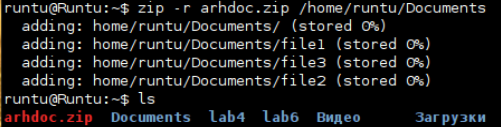 runtu@Runtu:~$ zip -r arhdoc.zip /home/runtu/Documents
adding: home/runtu/Documents/ (stored 0%)
adding: home/runtu/Documents/file1 (stored 0%)
adding: home/runtu/Documents/file3 (stored 0%)
adding: home/runtu/Documents/file2 (stored 0%)
runtu@Runtu:~$ ls
arhdoc.zip Documents lab4 lab6 Видео Загрузки